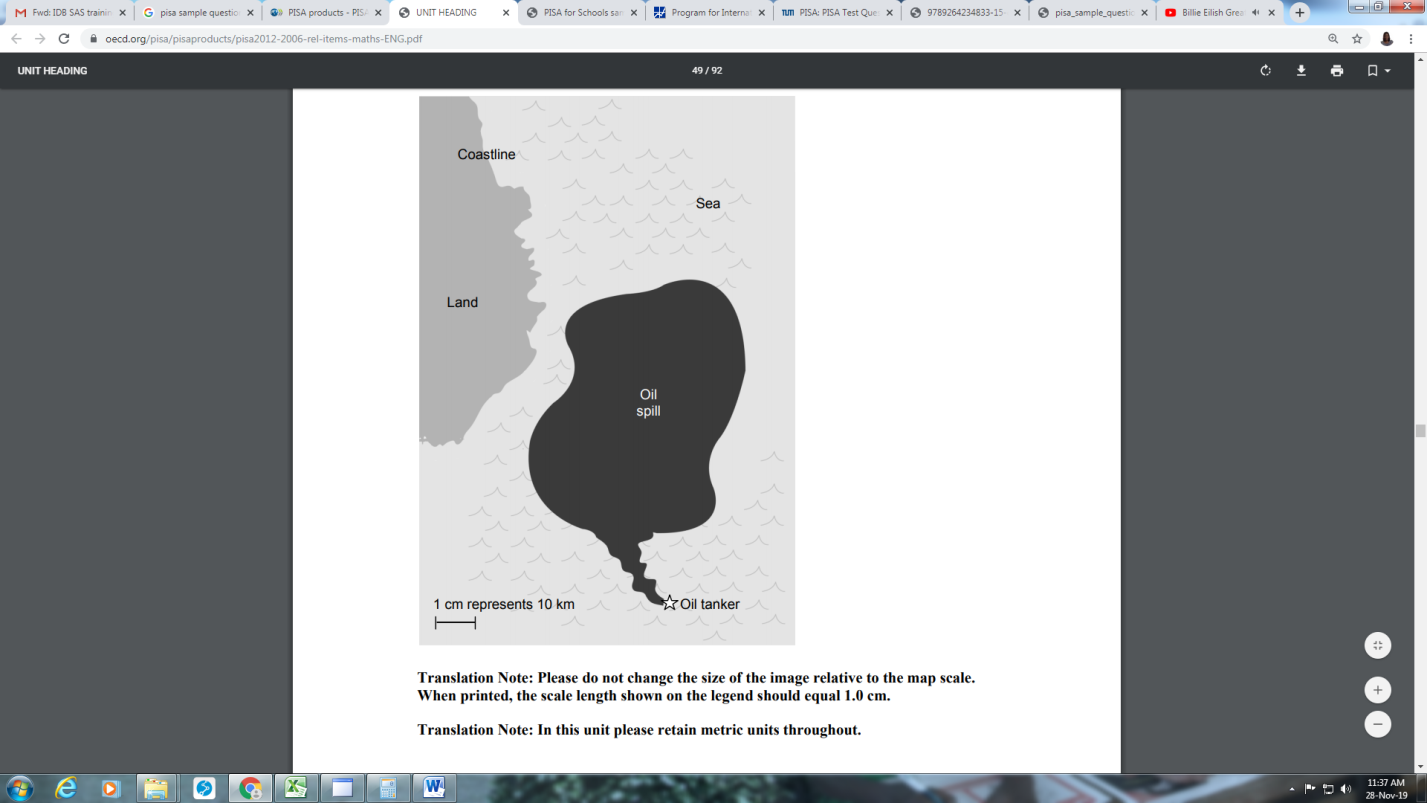 Fwd: IDB SAS trainin
pisa sample questio
PISA products - PIS
UNIT HEADING
PISA for Schools sam
Program for Interna
TUM PISA: PISA Test Que
9789264234833-15-
pisa_sample_questio
Billie Eilish Grea
oecd.org/pisa/pisaproducts/pisa2012-2006-rel-items-maths-ENG.pdf
UNIT HEADING
49 / 92
Coastline
Sea
Land
Oil
spill
1 cm represents 10 km
Oil tanker
Translation Note: Please do not change the size of the image relative to the map scale.
When printed, the scale length shown on the legend should equal 1.0 cm.
Translation Note: In this unit please retain metric units throughout.
11:37 AM
28-Nov-19